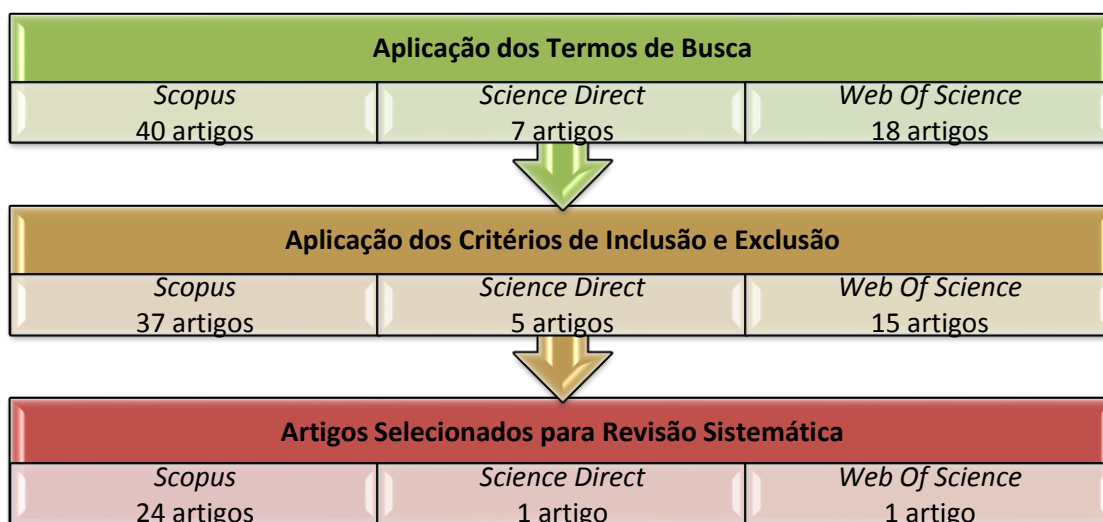 Aplicação dos Termos de Busca
Scopus
40 artigos
Science Direct
7 artigos
Web Of Science
18 artigos
Aplicação dos Critérios de Inclusão e Exclusão
Scopus
37 artigos
Science Direct
5 artigos
Web Of Science
15 artigos
Artigos Selecionados para Revisão Sistemática
Scopus
24 artigos
Science Direct
1 artigo
Web Of Science
1 artigo